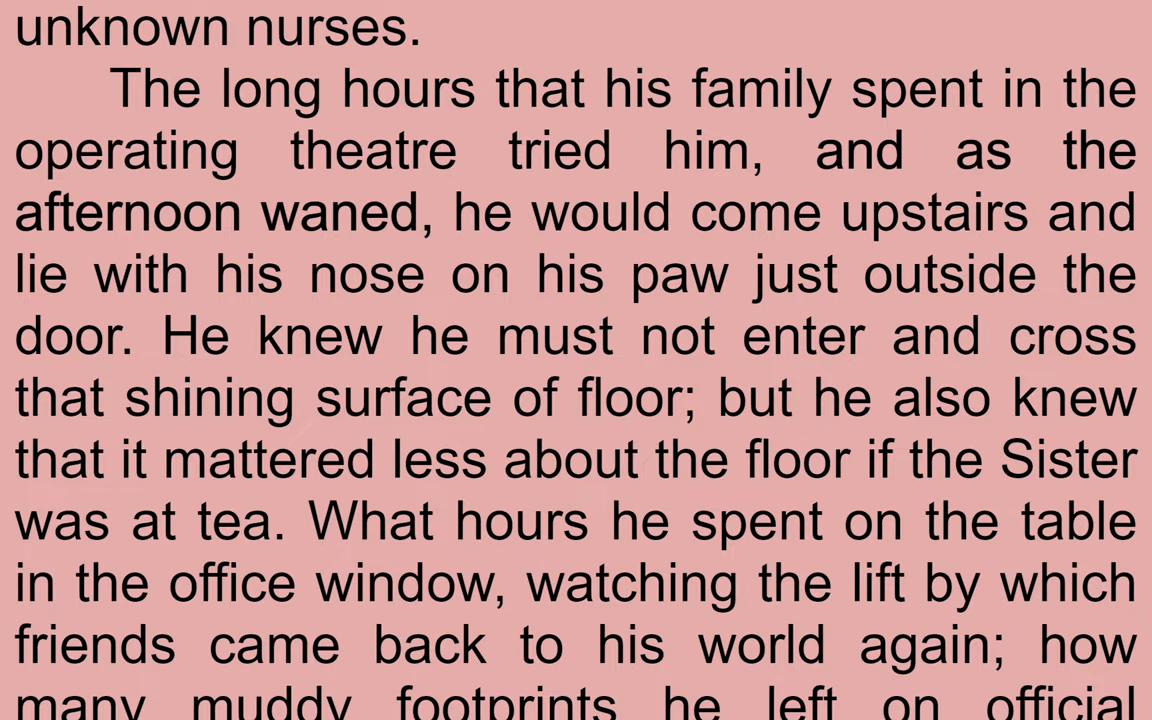 unknown nurses.
The long hours that his family spent in the
operating theatre tried him, and as the
afternoon waned, he would come upstairs and
lie with his nose on his paw just outside the
door. He knew he must not enter and cross
that shining surface of floor; but he also knew
that it mattered less about the floor if the Sister
was at tea. What hours he spent on the table
in the office window, watching the lift by which
friends came back to his world again; how
many muddy footprints he left on official